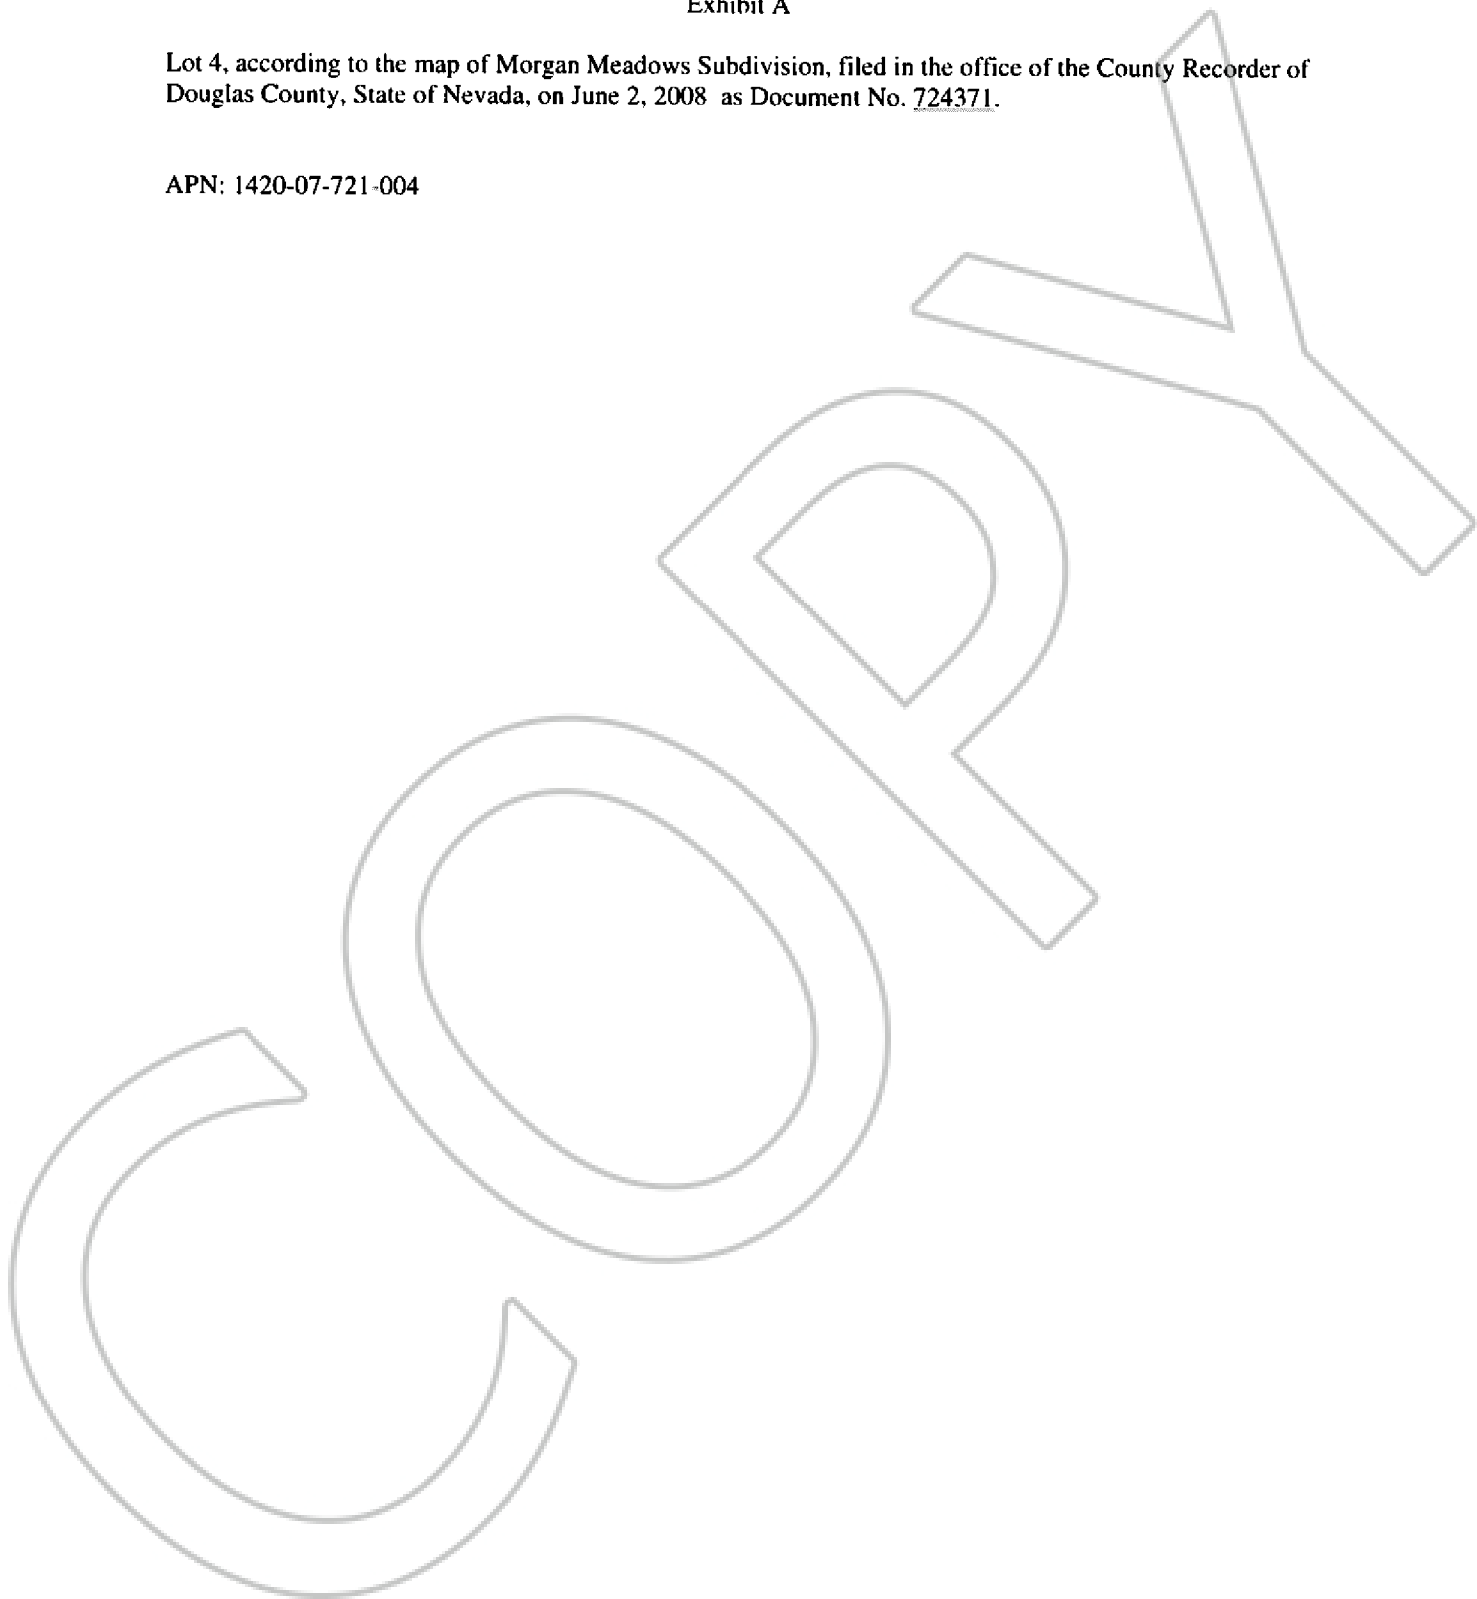 Exhibit A
Lot 4, according to the map of Morgan Meadows Subdivision, filed in the office of the County Recorder of
Douglas County, State of Nevada, on June 2, 2008 as Document No. 724371.
APN: 1420-07-721-004
COPY